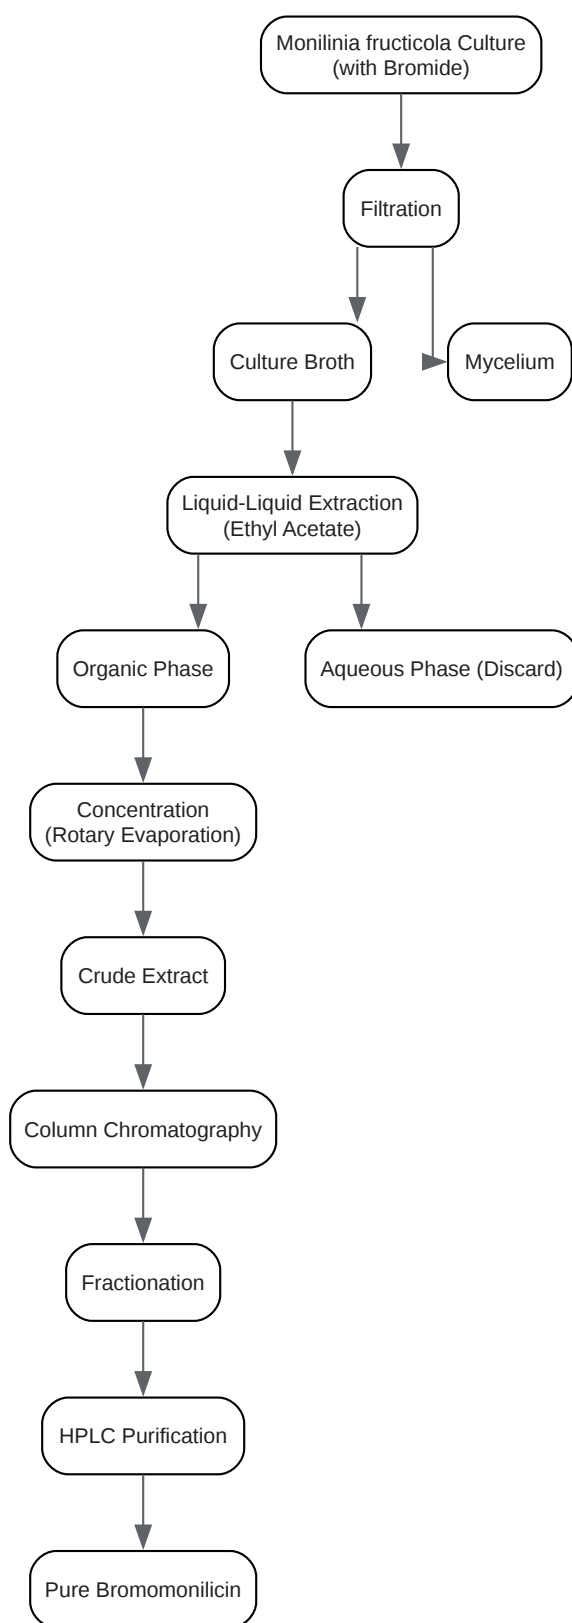 Monilinia fructicola Culture
(with Bromide)
Filtration
Culture Broth
Mycelium
Liquid-Liquid Extraction
(Ethyl Acetate)
Organic Phase
Aqueous Phase (Discard)
Concentration
(Rotary Evaporation)
Crude Extract
Column Chromatography
Fractionation
HPLC Purification
Pure Bromomonilicin